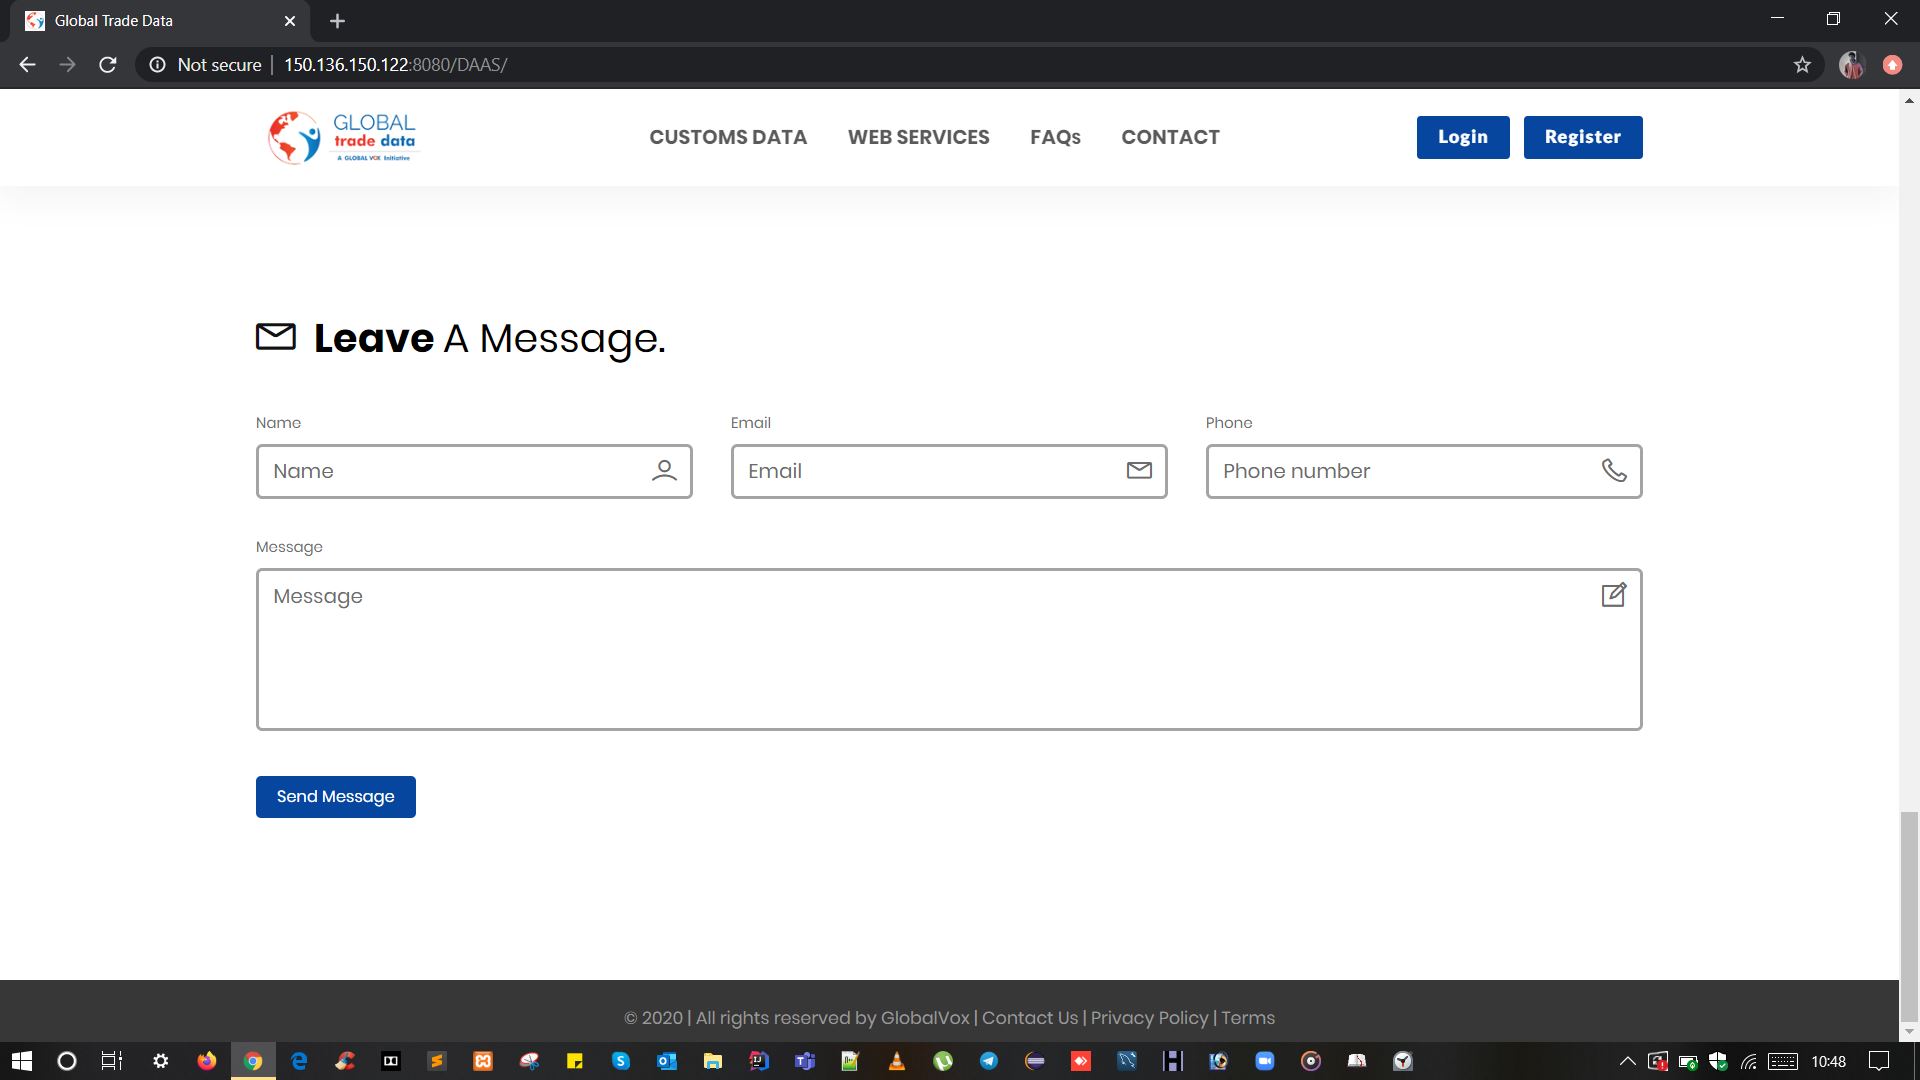 Global Trade Data
Not secure | 150.136.150.122:8080/DAAS/
GLOBAL
trade data
A GLOBAL VOX Initiative
CUSTOMS DATA
WEB SERVICES
FAQs
CONTACT
Login
Register
Leave A Message.
Name
Email
Phone
Name
Email
Phone number
Message
Message
Send Message
© 2020 | All rights reserved by GlobalVox | Contact Us | Privacy Policy | Terms
10:48